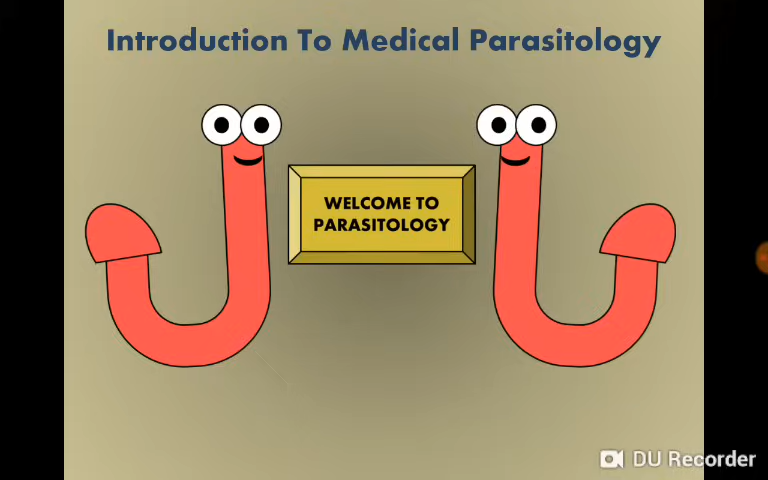 Introduction To Medical Parasitology
WELCOME TO
PARASITOLOGY
DU Recorder